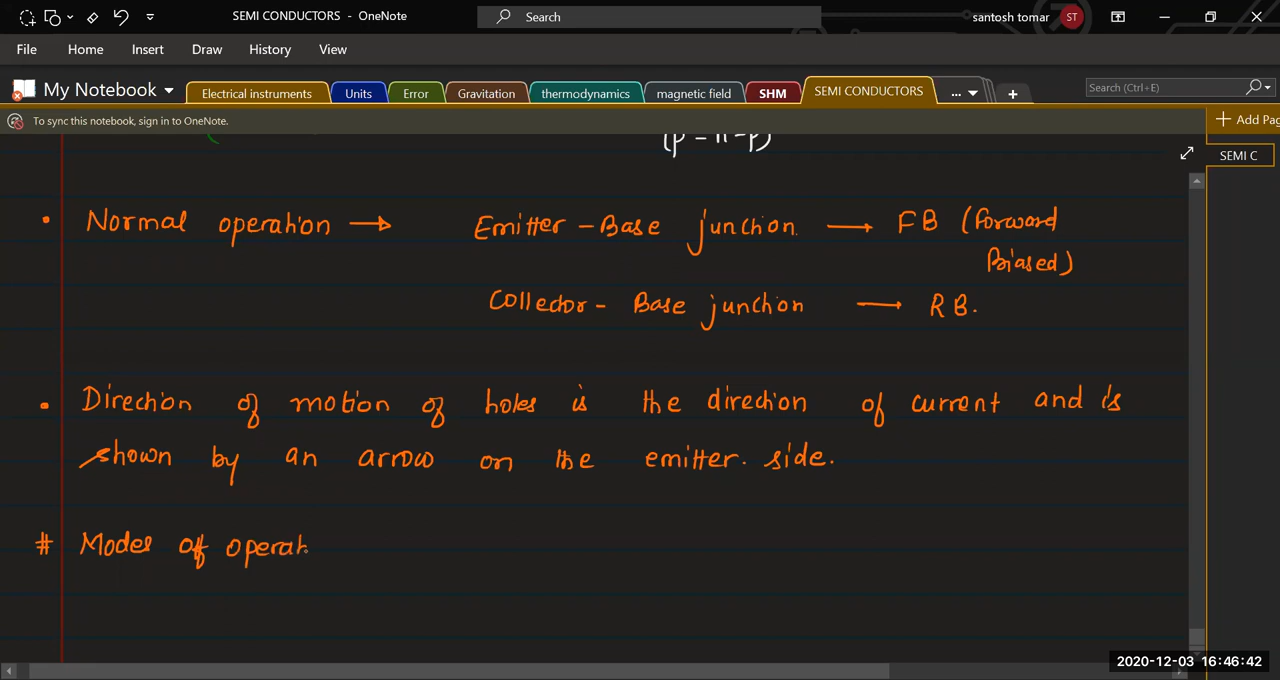 SEMI CONDUCTORS - OneNote
Search
santosh tomar ST
File Home Insert Draw History View
My Notebook Electrical instruments Units Error Gravitation thermodynamics magnetic field SHM SEMI CONDUCTORS ... Search (Ctrl+E)
To sync this notebook, sign in to OneNote.
Add Pag
SEMI C
(p - n - p)
• Normal operation → Emitter - Base junction. → FB (Forward
Biased)
Collector - Base junction → RB.
• Direction of motion of holes is the direction of current and is
shown by an arrow on the emitter. side.
# Modes of operat
2020-12-03 16:46:42